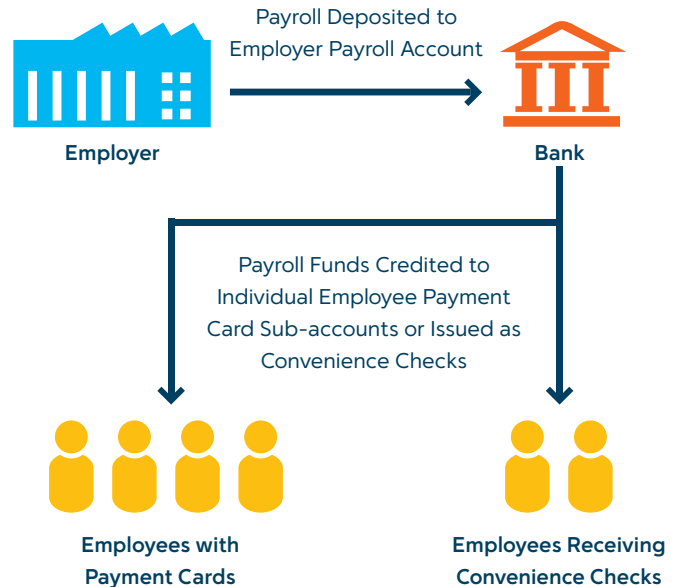 Payroll Deposited to
Employer Payroll Account
Employer
Bank
Payroll Funds Credited to
Individual Employee Payment
Card Sub-accounts or Issued as
Convenience Checks
Employees with
Payment Cards
Employees Receiving
Convenience Checks